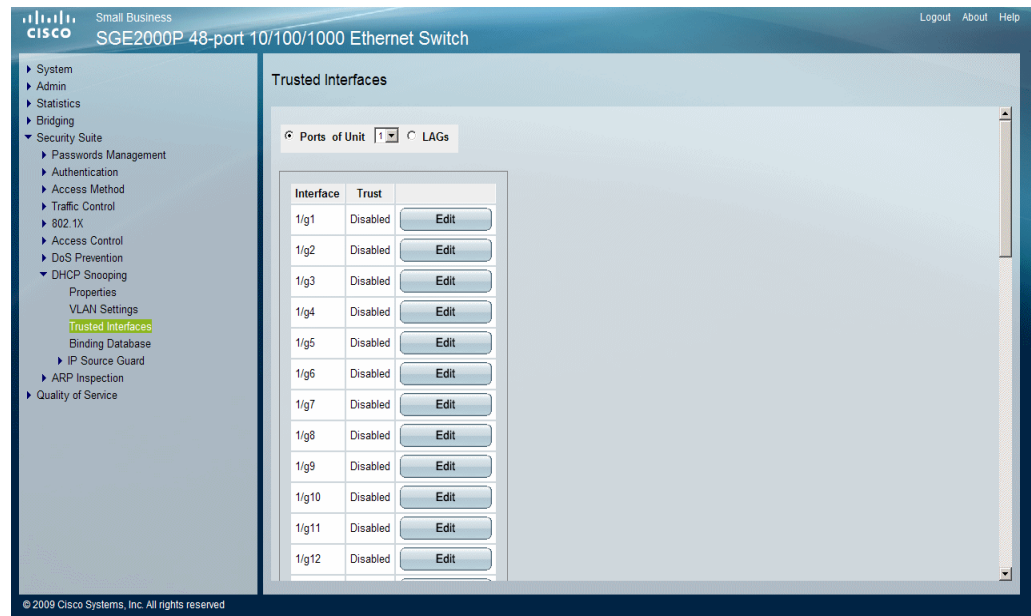 Small Business
Logout About Help
CISCO
SGE2000P 48-port 10/100/1000 Ethernet Switch
System
Admin
Statistics
Bridging
Security Suite
Passwords Management
Authentication
Access Method
Traffic Control
802.1X
Access Control
DoS Prevention
DHCP Snooping
Properties
VLAN Settings
Trusted Interfaces
Binding Database
IP Source Guard
ARP Inspection
Quality of Service
Trusted Interfaces
Ports of Unit 1 LAGs
Interface Trust
1/g1 Disabled Edit
1/g2 Disabled Edit
1/g3 Disabled Edit
1/g4 Disabled Edit
1/g5 Disabled Edit
1/g6 Disabled Edit
1/g7 Disabled Edit
1/g8 Disabled Edit
1/g9 Disabled Edit
1/g10 Disabled Edit
1/g11 Disabled Edit
1/g12 Disabled Edit
© 2009 Cisco Systems, Inc. All rights reserved